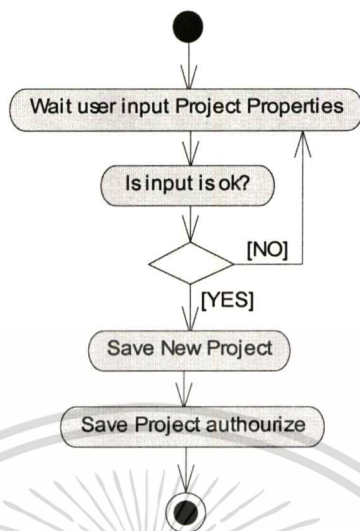 Wait user input Project Properties
Is input is ok?
[NO]
[YES]
Save New Project
Save Project authourize